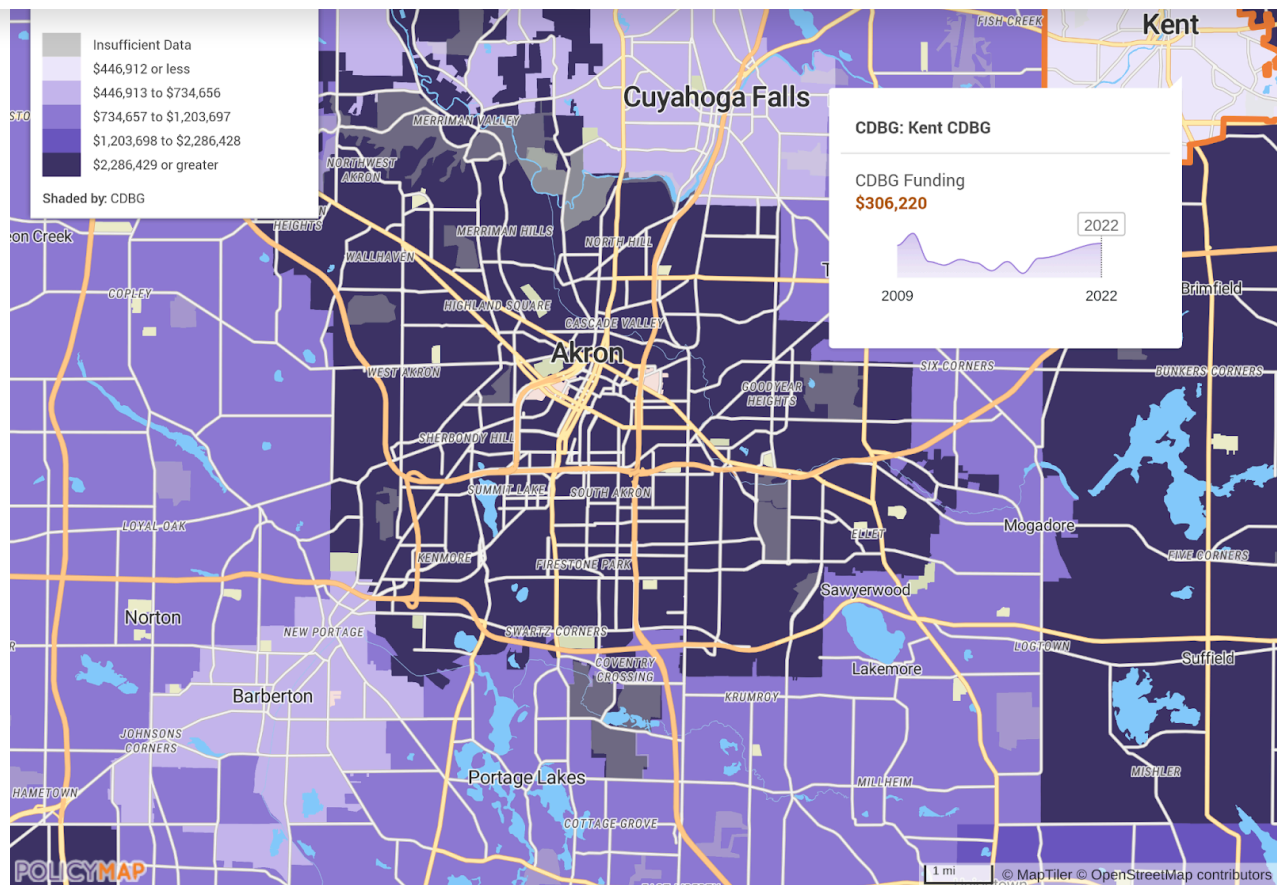 Insufficient Data
$446,912 or less
$446,913 to $734,656
$734,657 to $1,203,697
$1,203,698 to $2,286,428
$2,286,429 or greater
Shaded by: CDBG
FISH CREEK
Kent
Cuyahoga Falls
MERRIMAN VALLEY
CDBG: Kent CDBG
CDBG Funding
$306,220
2022
2009
2022
NORTHWEST
AKRON
HEIGHTS
eon Creek
MERRIMAN HILLS
NORTH HILL
WALLHAVEN
T
COPLEY
Brimfield
HIGHLAND SQUARE
CASCADE VALLEY
Akron
WEST AKRON
SIX CORNERS
BUNKERS CORNERS
GOODYEAR
HEIGHTS
SHERBONDY HILL
SUMMIT LAKE
SOUTH AKRON
LOYAL OAK
Mogadore
ELLET
FIVE CORNERS
KENMORE
FIRESTONE PARK
Sawyerwood
Norton
NEW PORTAGE
SWARTZ CORNERS
LOGTOWN
Suffield
COVENTRY
CROSSING
Lakemore
Barberton
KRUMROY
JOHNSONS
CORNERS
Portage Lakes
MISHLER
MILLHEIM
HAMETOWN
COTTAGE GROVE
POLICYMAP
1 mi
© MapTiler © OpenStreetMap contributors